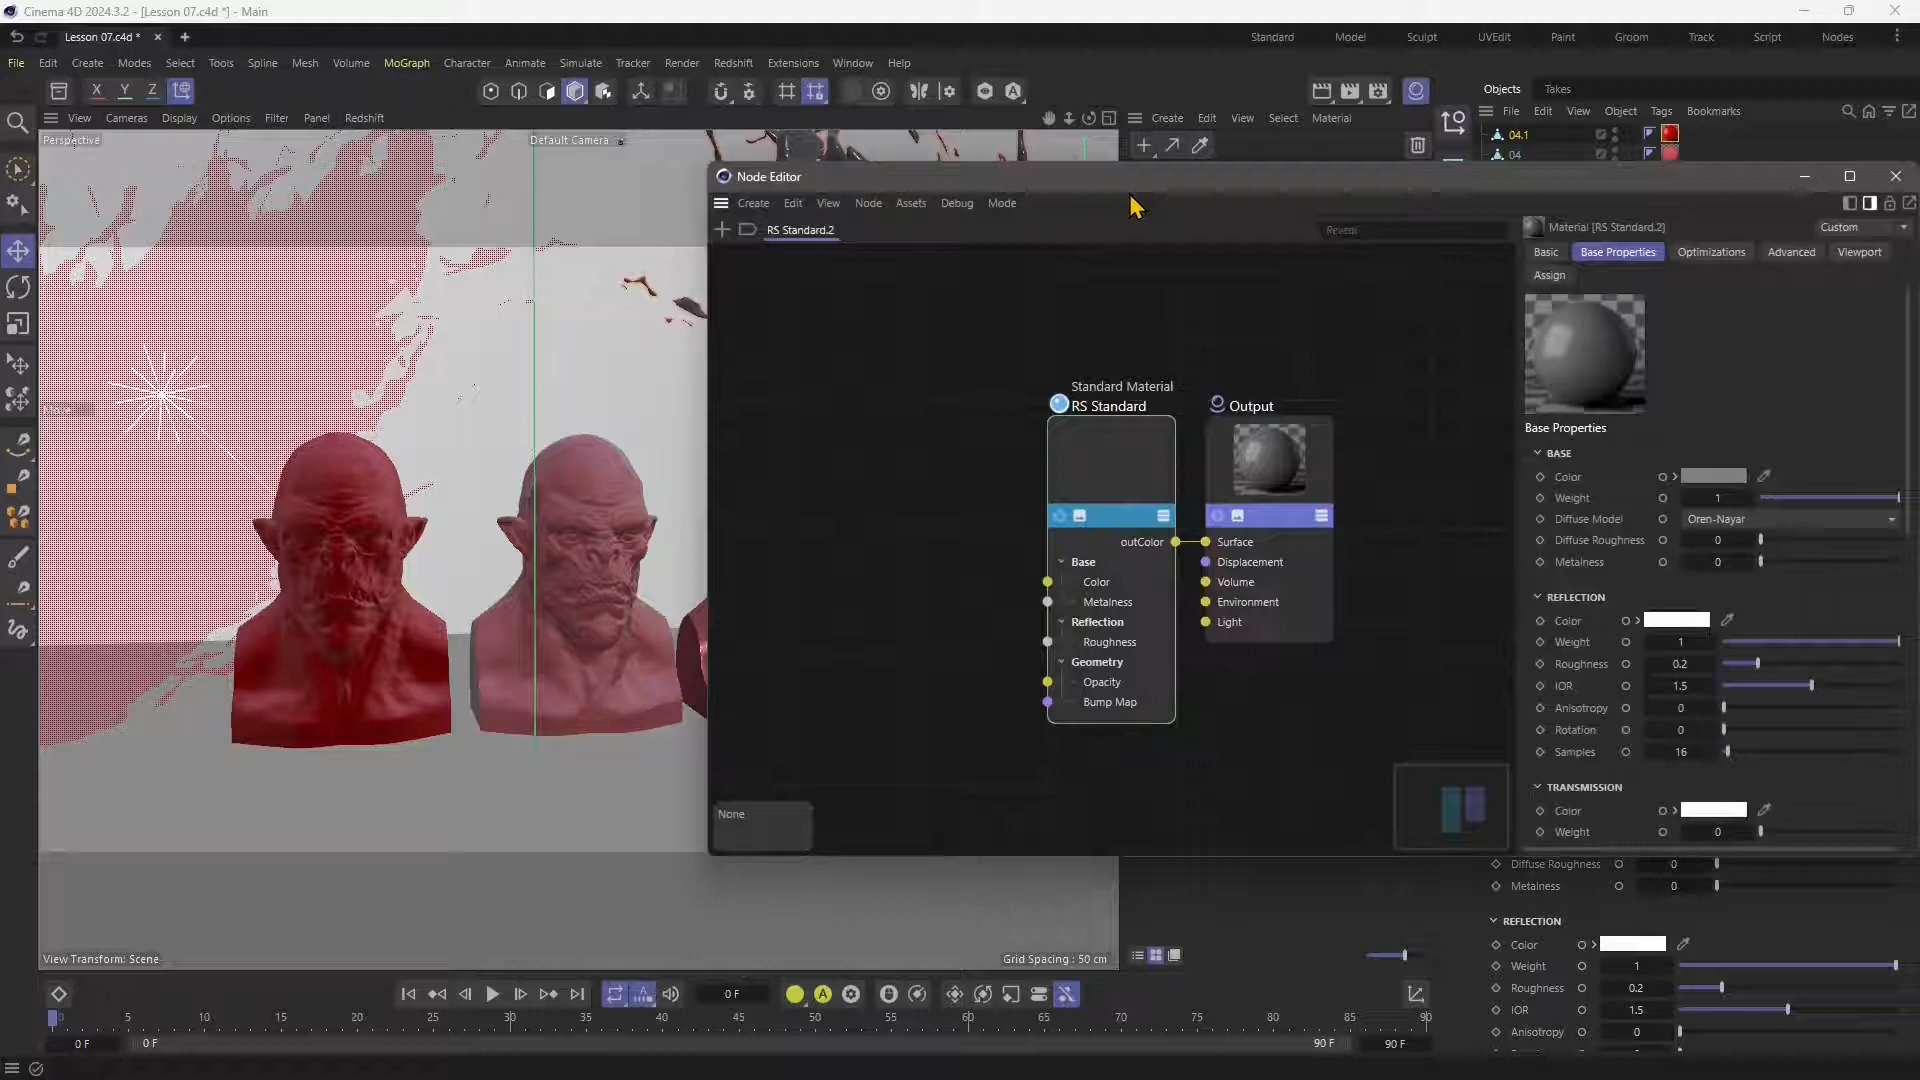 Cinema 4D 2024.3.2 - [Lesson 07.c4d *] - Main
Lesson 07.c4d *
Standard Model Sculpt UVEdit Paint Groom Track Script Nodes
File Edit Create Modes Select Tools Spline Mesh Volume MoGraph Character Animate Simulate Tracker Render Redshift Extensions Window Help
X Y Z
Objects Takes
View Cameras Display Options Filter Panel Redshift
Create Edit View Select Material
File Edit View Object Tags Bookmarks
Perspective
Default Camera
04.1
04
Node Editor
Create Edit View Node Assets Debug Mode
RS Standard.2
Reveal
Material [RS Standard.2]
Custom
Basic Base Properties Optimizations Advanced Viewport
Assign
Standard Material
RS Standard
Output
outColor
Base
Color
Metalness
Reflection
Roughness
Geometry
Opacity
Bump Map
Surface
Displacement
Volume
Environment
Light
None
Base Properties
BASE
Color
Weight 1
Diffuse Model Oren-Nayar
Diffuse Roughness 0
Metalness 0
REFLECTION
Color
Weight 1
Roughness 0.2
IOR 1.5
Anisotropy 0
Rotation 0
Samples 16
TRANSMISSION
Color
Weight 0
Diffuse Roughness 0
Metalness 0
REFLECTION
Color
Weight 1
Roughness 0.2
IOR 1.5
Anisotropy 0
Move
View Transform: Scene
Grid Spacing : 50 cm
0 F
0 5 10 15 20 25 30 35 40 45 50 55 60 65 70 75 80 85 90
0 F 0 F 90 F 90 F